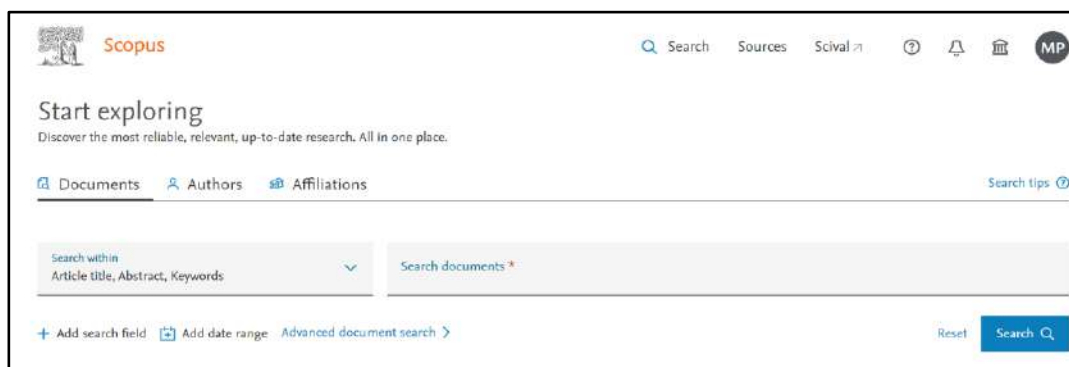 Scopus
Search Sources Scival MP
Start exploring
Discover the most reliable, relevant, up-to-date research. All in one place.
Documents Authors Affiliations
Search tips
Search within
Article title, Abstract, Keywords
Search documents *
Add search field Add date range Advanced document search
Reset Search